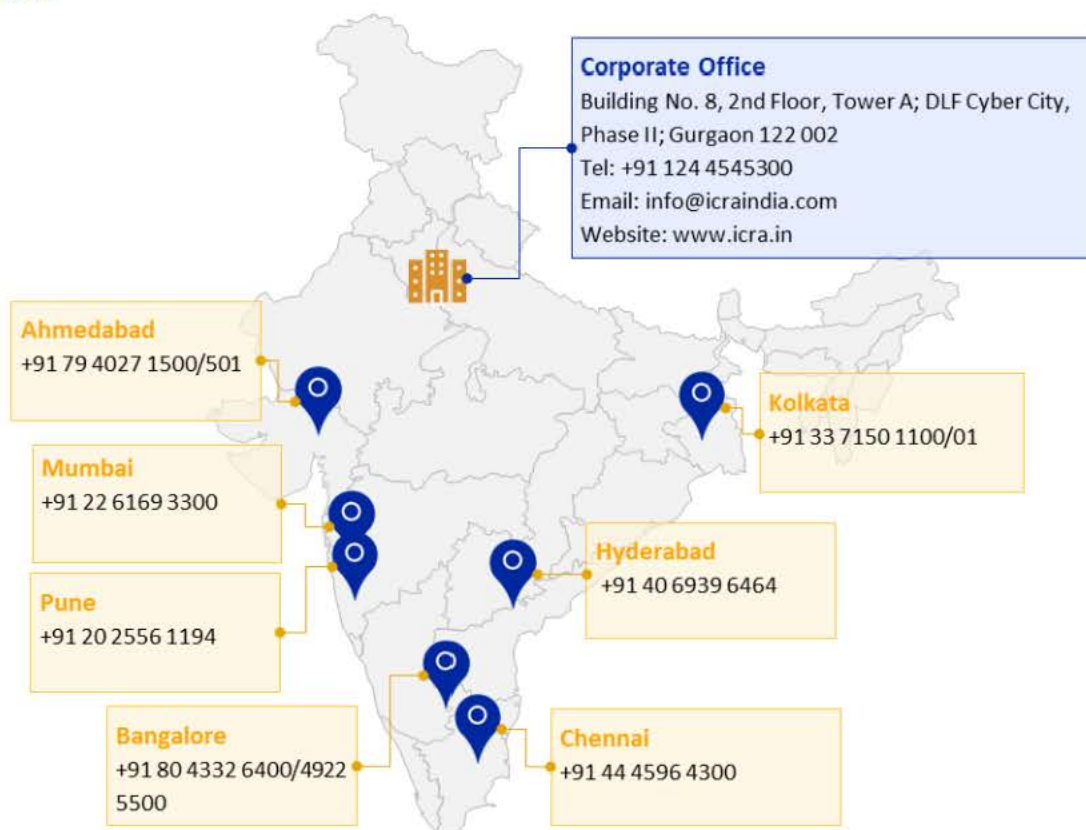 Corporate Office
Building No. 8, 2nd Floor, Tower A; DLF Cyber City,
Phase II; Gurgaon 122 002
Tel: +91 124 4545300
Email: info@icraindia.com
Website: www.icra.in
Ahmedabad
+91 79 4027 1500/501
Kolkata
+91 33 7150 1100/01
Mumbai
+91 22 6169 3300
Hyderabad
+91 40 6939 6464
Pune
+91 20 2556 1194
Bangalore
+91 80 4332 6400/4922
5500
Chennai
+91 44 4596 4300